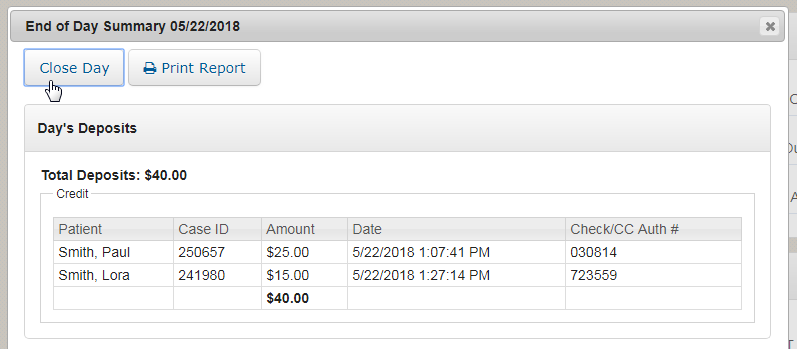 End of Day Summary 05/22/2018
Close Day Print Report
Day's Deposits
Total Deposits: $40.00
Credit
Patient Case ID Amount Date Check/CC Auth #
Smith, Paul 250657 $25.00 5/22/2018 1:07:41 PM 030814
Smith, Lora 241980 $15.00 5/22/2018 1:27:14 PM 723559
$40.00